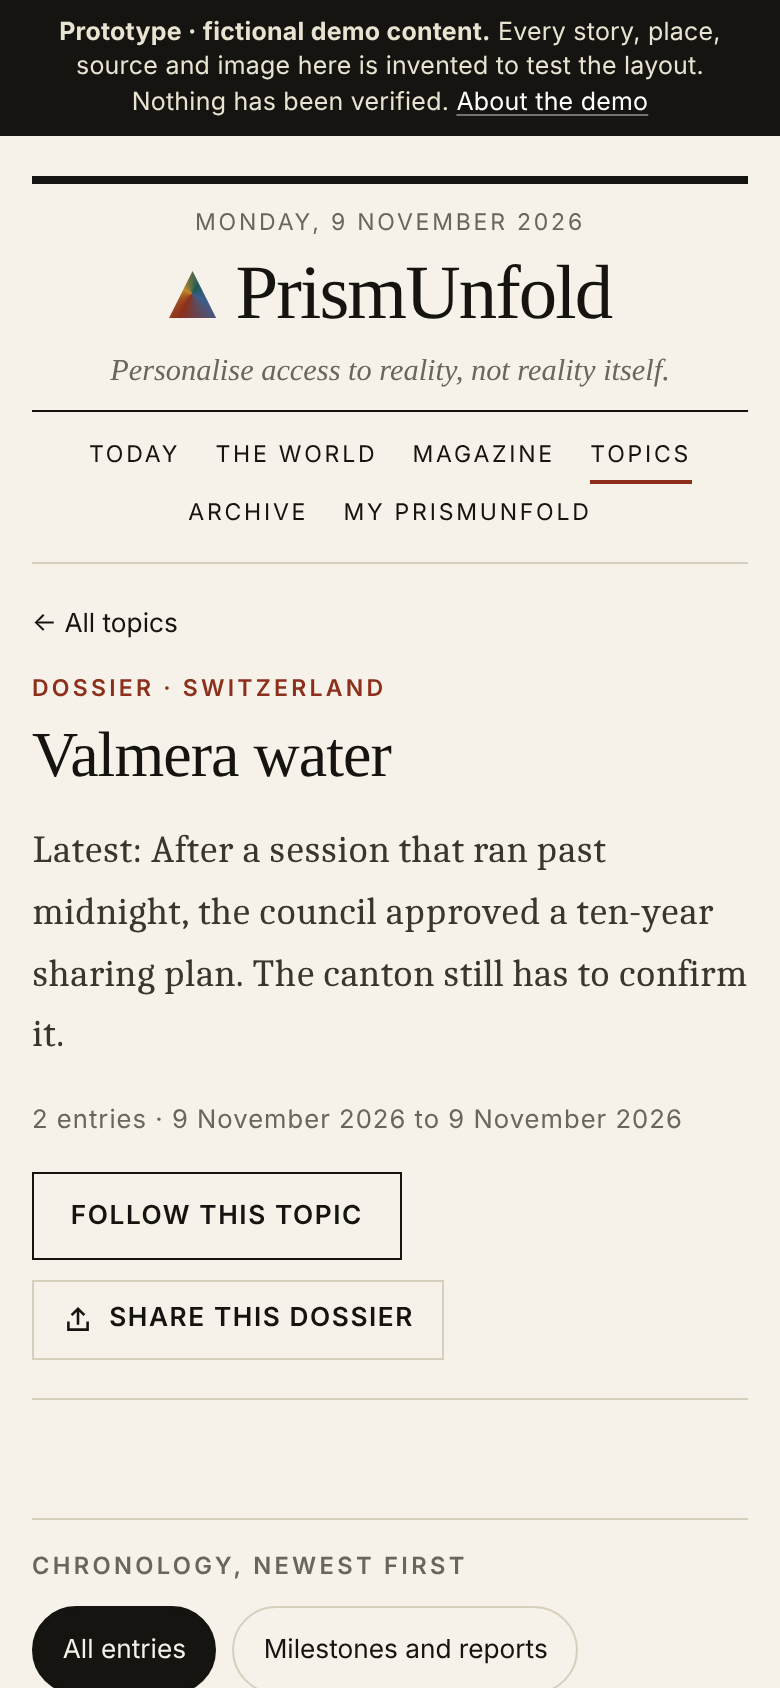 Prototype · fictional demo content. Every story, place,
source and image here is invented to test the layout.
Nothing has been verified. About the demo
MONDAY, 9 NOVEMBER 2026
PrismUnfold
Personalise access to reality, not reality itself.
TODAY THE WORLD MAGAZINE TOPICS
ARCHIVE MY PRISMUNFOLD
← All topics
DOSSIER · SWITZERLAND
Valmera water
Latest: After a session that ran past
midnight, the council approved a ten-year
sharing plan. The canton still has to confirm
it.
2 entries · 9 November 2026 to 9 November 2026
FOLLOW THIS TOPIC
SHARE THIS DOSSIER
CHRONOLOGY, NEWEST FIRST
All entries Milestones and reports